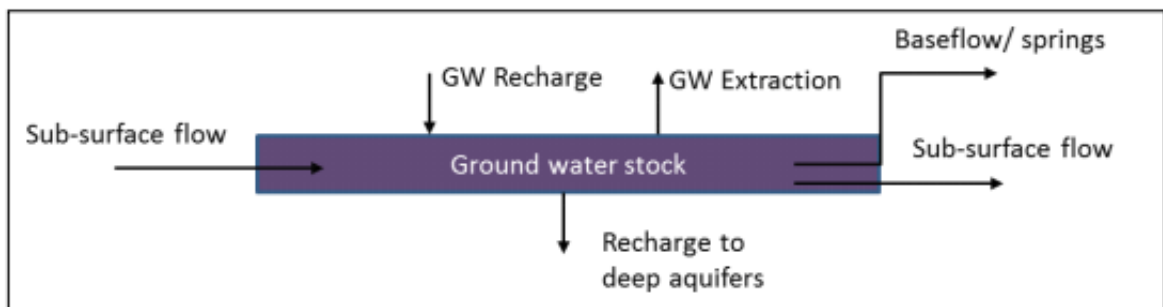 Baseflow/ springs
GW Recharge
GW Extraction
Sub-surface flow
Ground water stock
Sub-surface flow
Recharge to
deep aquifers